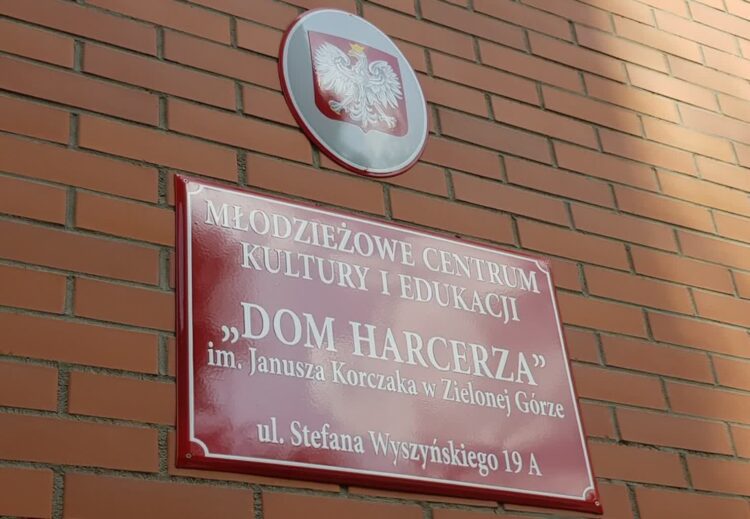 MŁODZIEŻOWE CENTRUM
KULTURY I EDUKACJI
„DOM HARCERZA”
im. Janusza Korczaka w Zielonej Górze
ul. Stefana Wyszyńskiego 19 A